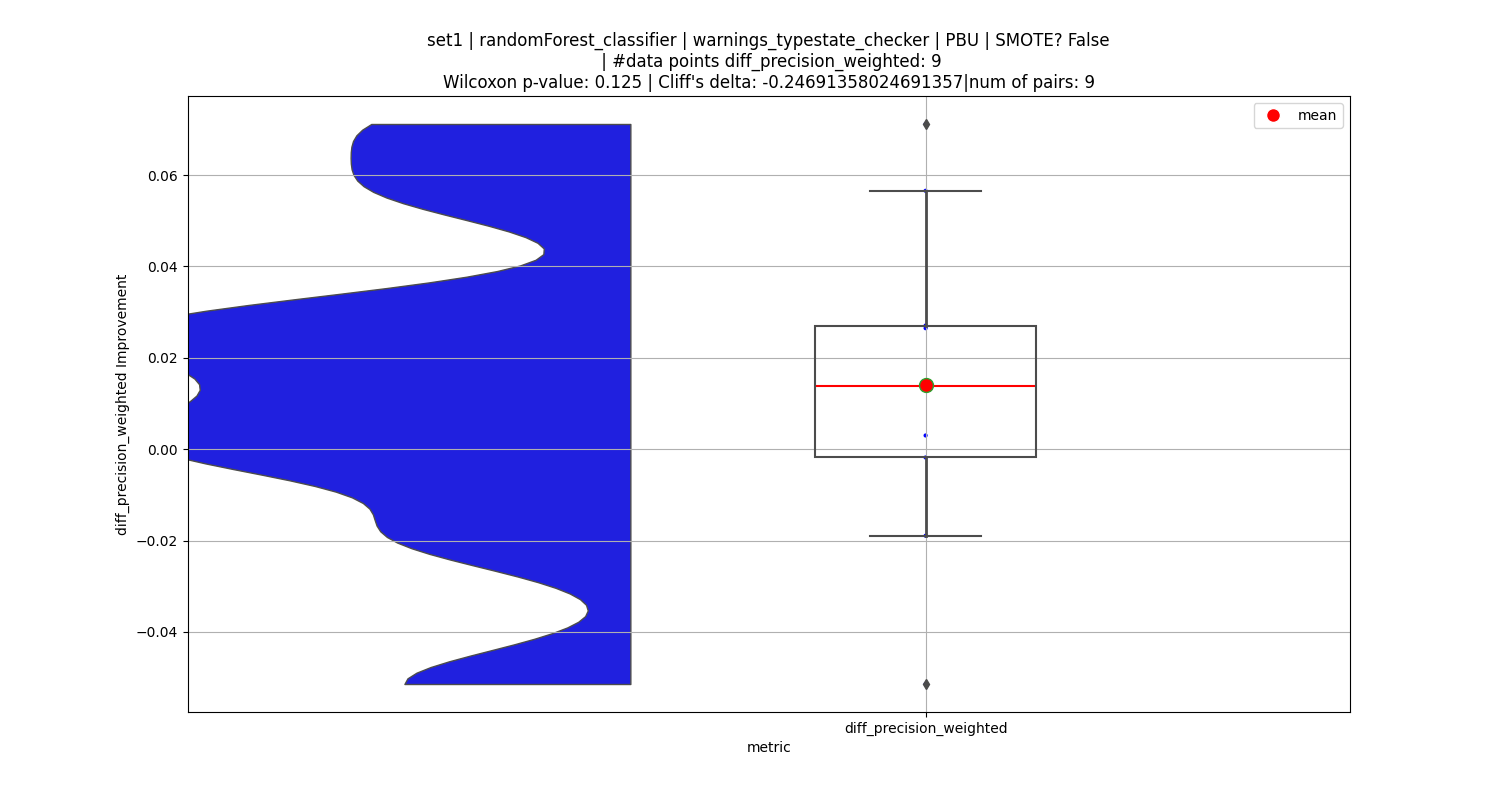 set1 | randomForest_classifier | warnings_typestate_checker | PBU | SMOTE? False
| #data points diff_precision_weighted: 9
Wilcoxon p-value: 0.125 | Cliff's delta: -0.24691358024691357|num of pairs: 9
mean
0.06
0.04
0.02
0.00
−0.02
−0.04
diff_precision_weighted Improvement
diff_precision_weighted
metric